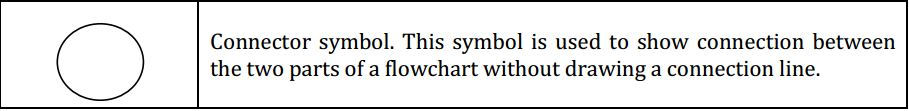 Connector symbol. This symbol is used to show connection between
the two parts of a flowchart without drawing a connection line.